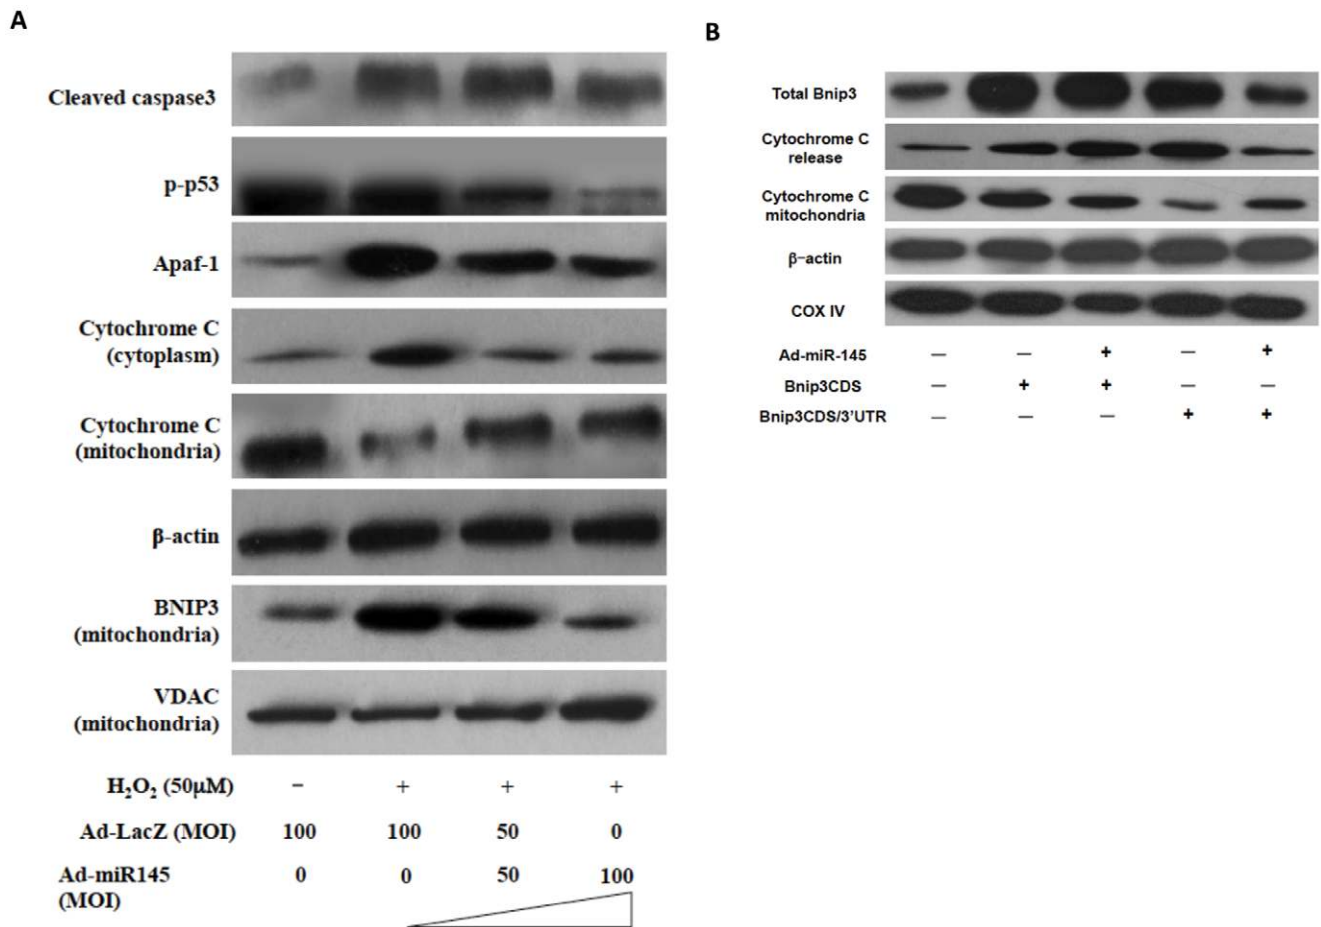 A
Cleaved caspase3
p-p53
Apaf-1
Cytochrome C
(cytoplasm)
Cytochrome C
(mitochondria)
β-actin
BNIP3
(mitochondria)
VDAC
(mitochondria)
H₂O₂ (50μM) − + + +
Ad-LacZ (MOI) 100 100 50 0
Ad-miR145 0 0 50 100
(MOI)
B
Total Bnip3
Cytochrome C
release
Cytochrome C
mitochondria
β-actin
COX IV
Ad-miR-145 — — + — +
Bnip3CDS — + + — —
Bnip3CDS/3'UTR — — — + +